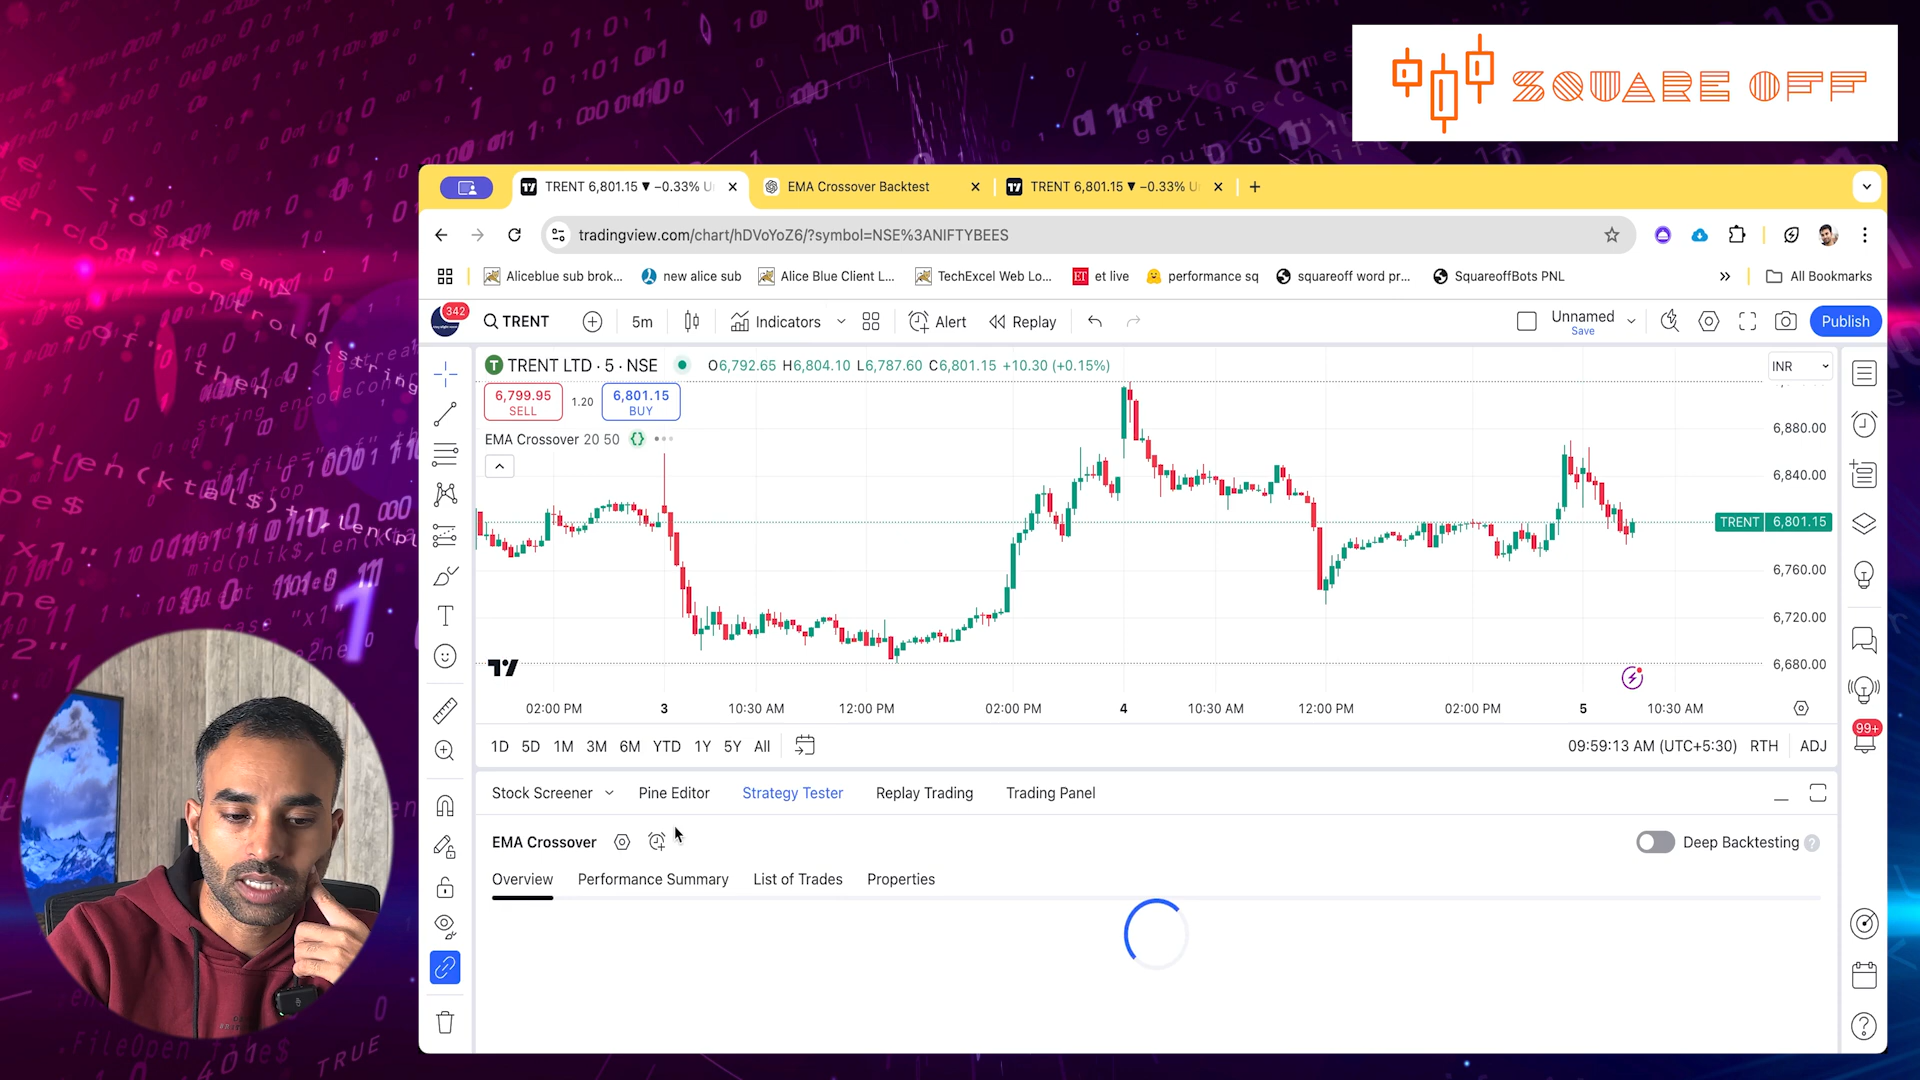 SQUARE OFF
TRENT 6,801.15 ▼ −0.33% U
EMA Crossover Backtest
TRENT 6,801.15 ▼ −0.33% U
tradingview.com/chart/hDVoYoZ6/?symbol=NSE%3ANIFTYBEES
Aliceblue sub brok...
new alice sub
Alice Blue Client L...
TechExcel Web Lo...
ET
et live
performance sq
squareoff word pr...
SquareoffBots PNL
All Bookmarks
342
TRENT
5m
Indicators
Alert
Replay
Unnamed
Save
Publish
TRENT LTD · 5 · NSE
O6,792.65 H6,804.10 L6,787.60 C6,801.15 +10.30 (+0.15%)
INR
6,799.95
SELL
1.20
6,801.15
BUY
EMA Crossover 20 50
6,880.00
6,840.00
TRENT 6,801.15
6,760.00
6,720.00
6,680.00
02:00 PM 3 10:30 AM 12:00 PM 02:00 PM 4 10:30 AM 12:00 PM 02:00 PM 5 10:30 AM
1D 5D 1M 3M 6M YTD 1Y 5Y All
09:59:13 AM (UTC+5:30) RTH ADJ
99+
Stock Screener
Pine Editor
Strategy Tester
Replay Trading
Trading Panel
EMA Crossover
Deep Backtesting
Overview
Performance Summary
List of Trades
Properties